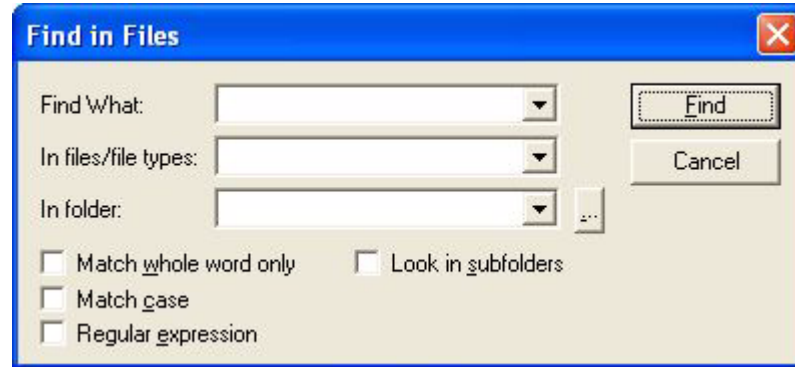 Find in Files
Find What:
Find
In files/file types:
Cancel
In folder:
...
Match whole word only
Look in subfolders
Match case
Regular expression